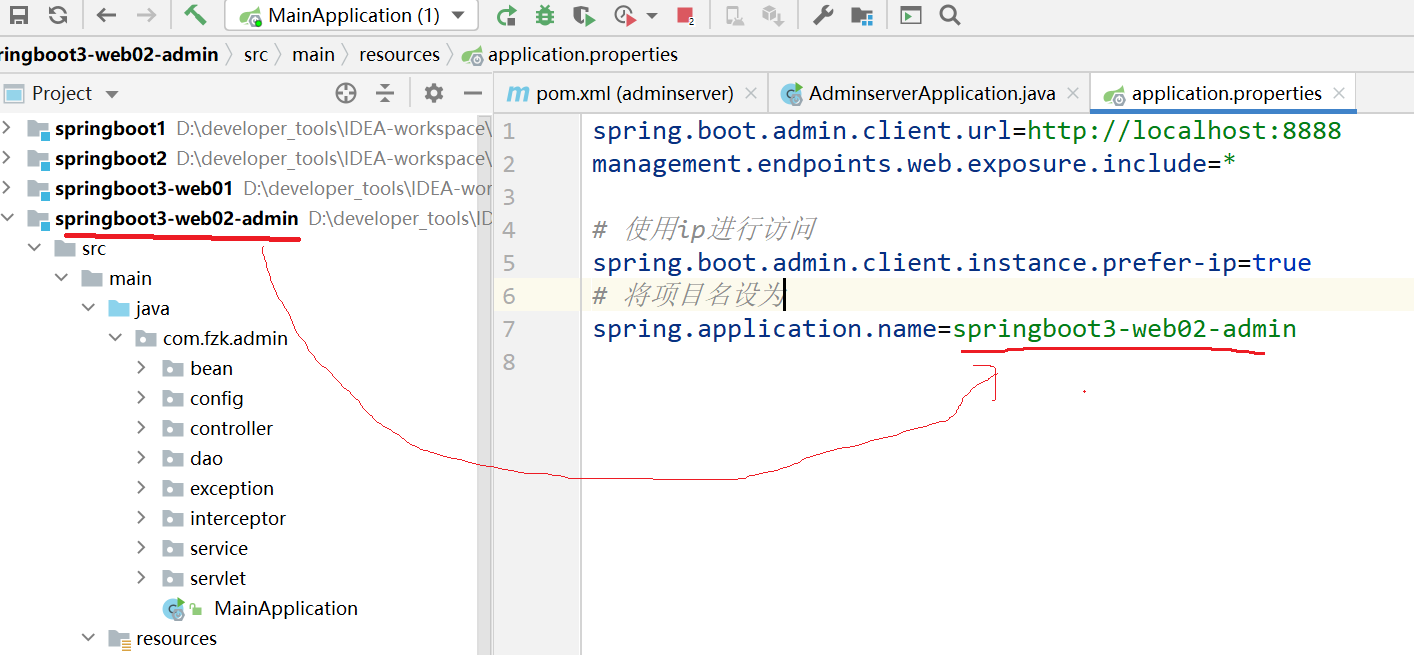 MainApplication (1)
2
ringboot3-web02-admin
src
main
resources
application.properties
Project
pom.xml (adminserver)
AdminserverApplication.java
application.properties
springboot1 D:\developer_tools\IDEA-workspace\
springboot2 D:\developer_tools\IDEA-workspace\
springboot3-web01 D:\developer_tools\IDEA-wor
springboot3-web02-admin D:\developer_tools\ID
src
main
java
com.fzk.admin
bean
config
controller
dao
exception
interceptor
service
servlet
MainApplication
resources
1 spring.boot.admin.client.url=http://localhost:8888
2 management.endpoints.web.exposure.include=*
3
4 # 使用ip进行访问
5 spring.boot.admin.client.instance.prefer-ip=true
6 # 将项目名设为
7 spring.application.name=springboot3-web02-admin
8